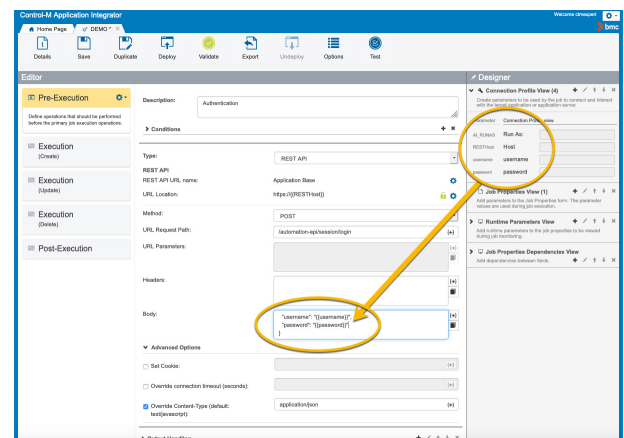 Control-M Application Integrator
Welcome ctmexpert
Home Page
DEMO *
bmc
Details
Save
Duplicate
Deploy
Validate
Export
Undeploy
Options
Test
Editor
Designer
Pre-Execution
Define operations that should be performed
before the primary job execution operations.
Execution
(Create)
Execution
(Update)
Execution
(Delete)
Post-Execution
Description:
Authentication
Conditions
Type:
REST API
REST API
REST API URL name:
Application Base
URL Location:
https://{{RESTHost}}
Method:
POST
URL Request Path:
/automation-api/session/login
URL Parameters:
Headers:
Body:
"username": "{{username}}",
"password": "{{password}}"
}
Advanced Options
Set Cookie:
Override connection timeout (seconds):
Override Content-Type (default:
text/javascript):
application/json
Output Handling
Connection Profile View (4)
Create parameters to be used by the job to connect and interact
with the target application or application server.
Parameter
Connection Profile view
AI_RUNAS
Run As:
RESTHost
Host
username
username
password
password
Job Properties View (1)
Add parameters to the Job Properties form. The parameter
values are used during job execution.
Runtime Parameters View
Add runtime parameters to the job properties to be viewed
during job monitoring.
Job Properties Dependencies View
Add dependencies between fields.